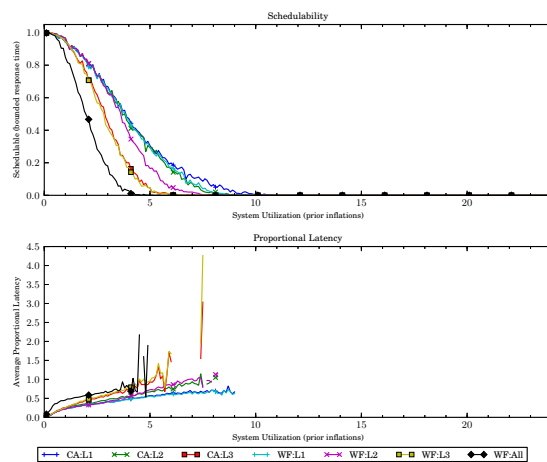 Schedulability
1.0
0.8
0.6
0.4
0.2
0.0
Schedulable (bounded response time)
0 5 10 15 20
System Utilization (prior inflations)
Proportional Latency
4.5
4.0
3.5
3.0
2.5
2.0
1.5
1.0
0.5
0.0
Average Proportional Latency
0 5 10 15 20
System Utilization (prior inflations)
CA:L1 CA:L2 CA:L3 WF:L1 WF:L2 WF:L3 WF:All